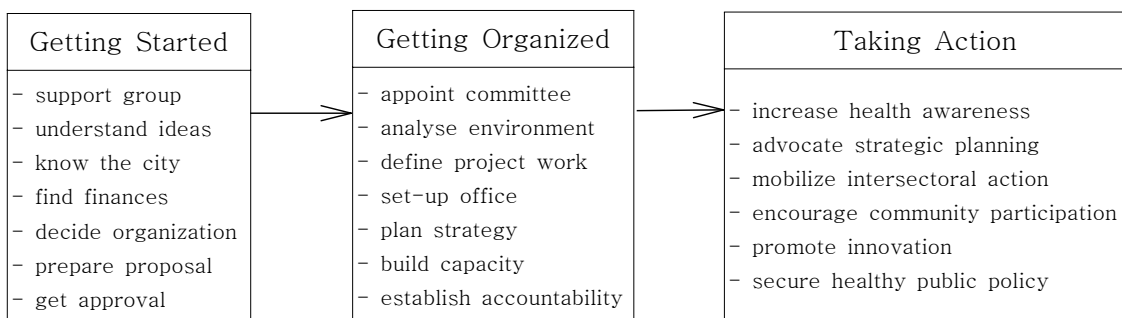 Getting Started
- support group
- understand ideas
- know the city
- find finances
- decide organization
- prepare proposal
- get approval
Getting Organized
- appoint committee
- analyse environment
- define project work
- set-up office
- plan strategy
- build capacity
- establish accountability
Taking Action
- increase health awareness
- advocate strategic planning
- mobilize intersectoral action
- encourage community participation
- promote innovation
- secure healthy public policy